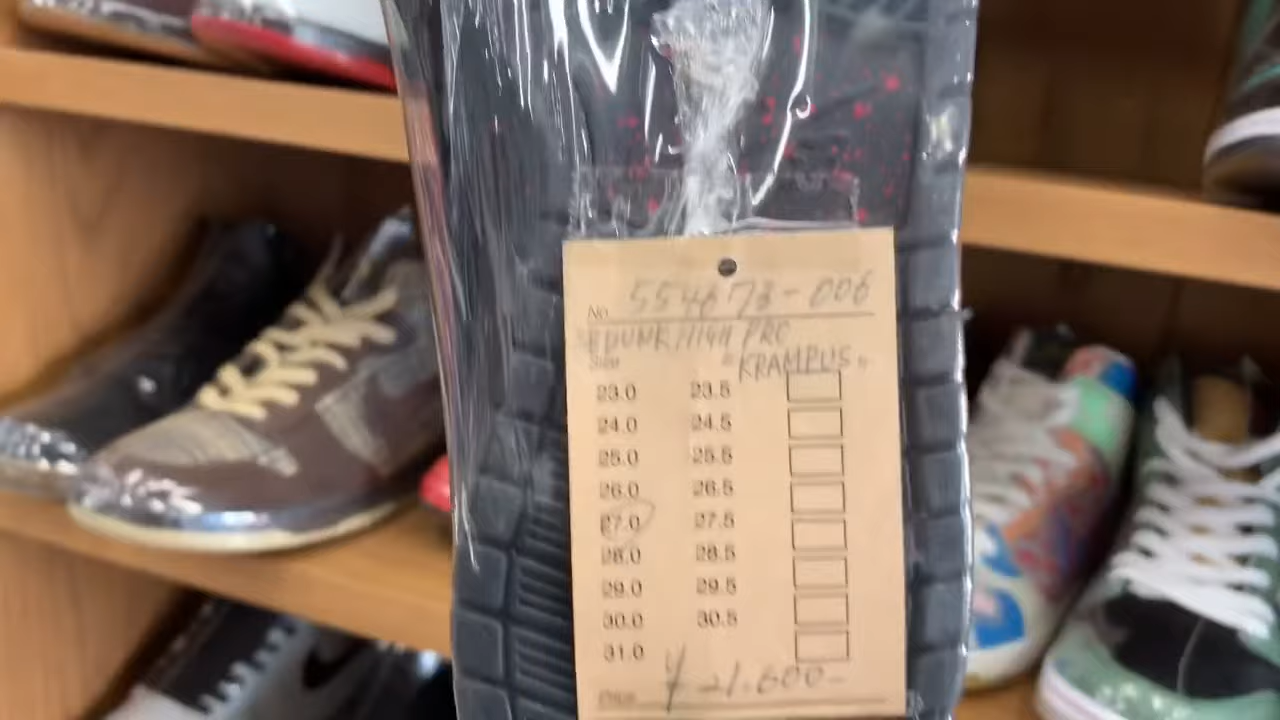 No. 554673-006
DUNK HIGH PRO
Size "KRAMPUS"
23.0 23.5
24.0 24.5
25.0 25.5
26.0 26.5
27.0 27.5
28.0 28.5
29.0 29.5
30.0 30.5
31.0
Price ¥21.600-